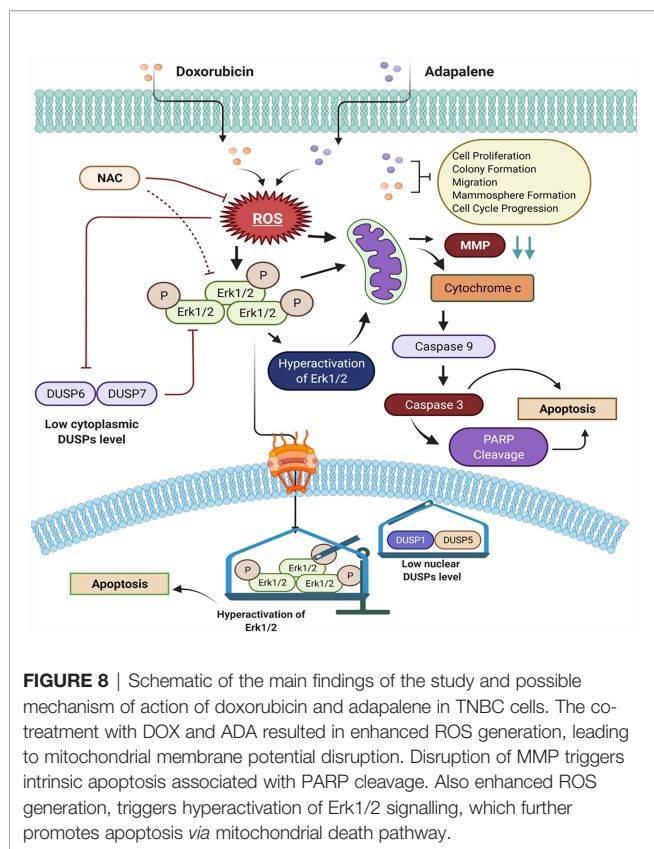 Doxorubicin
Adapalene
NAC
ROS
Cell Proliferation
Colony Formation
Migration
Mammosphere Formation
Cell Cycle Progression
MMP
P
Erk1/2
P
Erk1/2
Erk1/2
P
Cytochrome c
Hyperactivation
of Erk1/2
Caspase 9
DUSP6
DUSP7
Low cytoplasmic
DUSPs level
Caspase 3
Apoptosis
PARP
Cleavage
DUSP1
DUSP5
Low nuclear
DUSPs level
P
Erk1/2
P
Erk1/2
Erk1/2
P
Apoptosis
Hyperactivation of
Erk1/2
FIGURE 8 | Schematic of the main findings of the study and possible
mechanism of action of doxorubicin and adapalene in TNBC cells. The co-
treatment with DOX and ADA resulted in enhanced ROS generation, leading
to mitochondrial membrane potential disruption. Disruption of MMP triggers
intrinsic apoptosis associated with PARP cleavage. Also enhanced ROS
generation, triggers hyperactivation of Erk1/2 signalling, which further
promotes apoptosis via mitochondrial death pathway.